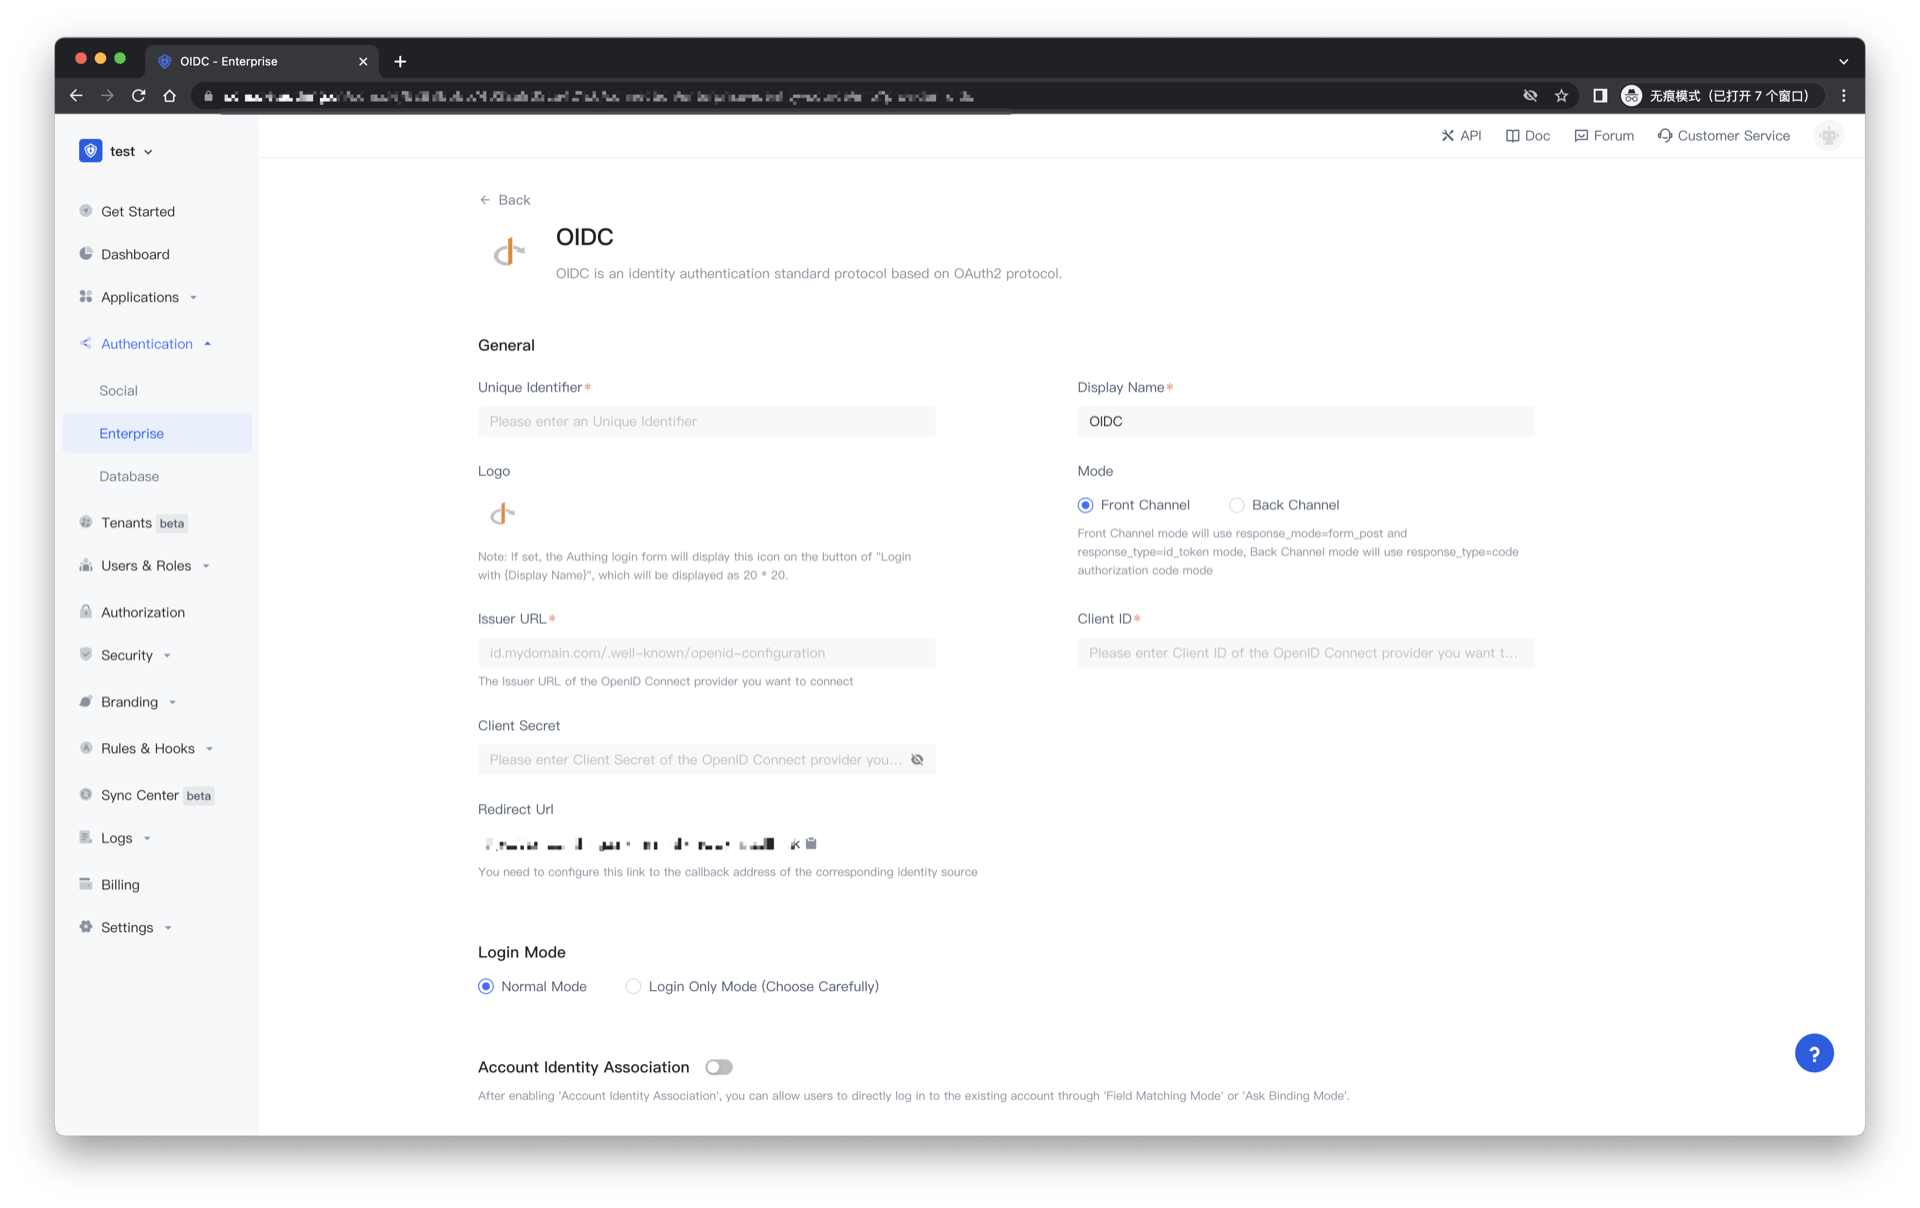 OIDC - Enterprise
无痕模式（已打开 7 个窗口）
test
API
Doc
Forum
Customer Service
Get Started
Dashboard
Applications
Authentication
Social
Enterprise
Database
Tenants beta
Users & Roles
Authorization
Security
Branding
Rules & Hooks
Sync Center beta
Logs
Billing
Settings
Back
OIDC
OIDC is an identity authentication standard protocol based on OAuth2 protocol.
General
Unique Identifier*
Please enter an Unique Identifier
Display Name*
OIDC
Logo
Note: If set, the Authing login form will display this icon on the button of "Login
with {Display Name}", which will be displayed as 20 * 20.
Mode
Front Channel
Back Channel
Front Channel mode will use response_mode=form_post and
response_type=id_token mode, Back Channel mode will use response_type=code
authorization code mode
Issuer URL*
id.mydomain.com/.well-known/openid-configuration
The Issuer URL of the OpenID Connect provider you want to connect
Client ID*
Please enter Client ID of the OpenID Connect provider you want t...
Client Secret
Please enter Client Secret of the OpenID Connect provider you...
Redirect Url
You need to configure this link to the callback address of the corresponding identity source
Login Mode
Normal Mode
Login Only Mode (Choose Carefully)
Account Identity Association
After enabling 'Account Identity Association', you can allow users to directly log in to the existing account through 'Field Matching Mode' or 'Ask Binding Mode'.
?